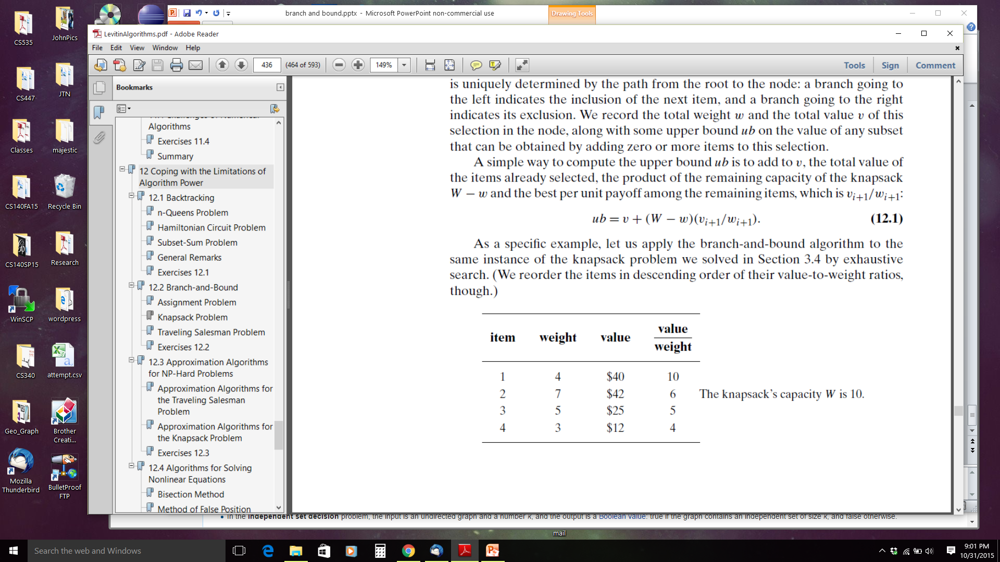 branch and bound.pptx - Microsoft PowerPoint non-commercial use
Drawing Tools
LevitinAlgorithms.pdf - Adobe Reader
File Edit View Window Help
436 (464 of 593) 149% Tools Sign Comment
Bookmarks
Algorithms
Exercises 11.4
Summary
12 Coping with the Limitations of
Algorithm Power
12.1 Backtracking
n-Queens Problem
Hamiltonian Circuit Problem
Subset-Sum Problem
General Remarks
Exercises 12.1
12.2 Branch-and-Bound
Assignment Problem
Knapsack Problem
Traveling Salesman Problem
Exercises 12.2
12.3 Approximation Algorithms
for NP-Hard Problems
Approximation Algorithms for
the Traveling Salesman
Problem
Approximation Algorithms for
the Knapsack Problem
Exercises 12.3
12.4 Algorithms for Solving
Nonlinear Equations
Bisection Method
Method of False Position
is uniquely determined by the path from the root to the node: a branch going to
the left indicates the inclusion of the next item, and a branch going to the right
indicates its exclusion. We record the total weight w and the total value v of this
selection in the node, along with some upper bound ub on the value of any subset
that can be obtained by adding zero or more items to this selection.
A simple way to compute the upper bound ub is to add to v, the total value of
the items already selected, the product of the remaining capacity of the knapsack
W − w and the best per unit payoff among the remaining items, which is vi+1/wi+1:
ub = v + (W − w)(vi+1/wi+1). (12.1)
As a specific example, let us apply the branch-and-bound algorithm to the
same instance of the knapsack problem we solved in Section 3.4 by exhaustive
search. (We reorder the items in descending order of their value-to-weight ratios,
though.)
item weight value value
weight
1 4 $40 10
2 7 $42 6 The knapsack's capacity W is 10.
3 5 $25 5
4 3 $12 4
• In the independent set decision problem, the input is an undirected graph and a number k, and the output is a Boolean value: true if the graph contains an independent set of size k, and false otherwise.
mail
CS535
JohnPics
CS447
JTN
Classes
majestic
CS140FA15
Recycle Bin
CS140SP15
Research
WinSCP
wordpress
CS340
attempt.csv
Geo_Graph
Brother
Creati...
Mozilla
Thunderbird
BulletProof
FTP
Search the web and Windows
9:01 PM
10/31/2015